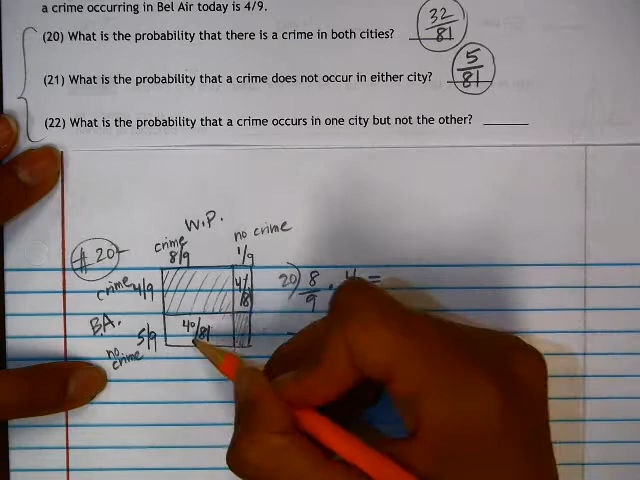 a crime occurring in Bel Air today is 4/9.
(20) What is the probability that there is a crime in both cities? 32/81
(21) What is the probability that a crime does not occur in either city? 5/81
(22) What is the probability that a crime occurs in one city but not the other? ______
W.P.
# 20
crime no crime
8/9 1/9
crime 4/9 4/8
20) 8/9 · 4 =
B.A. 40/81
5/9
no crime